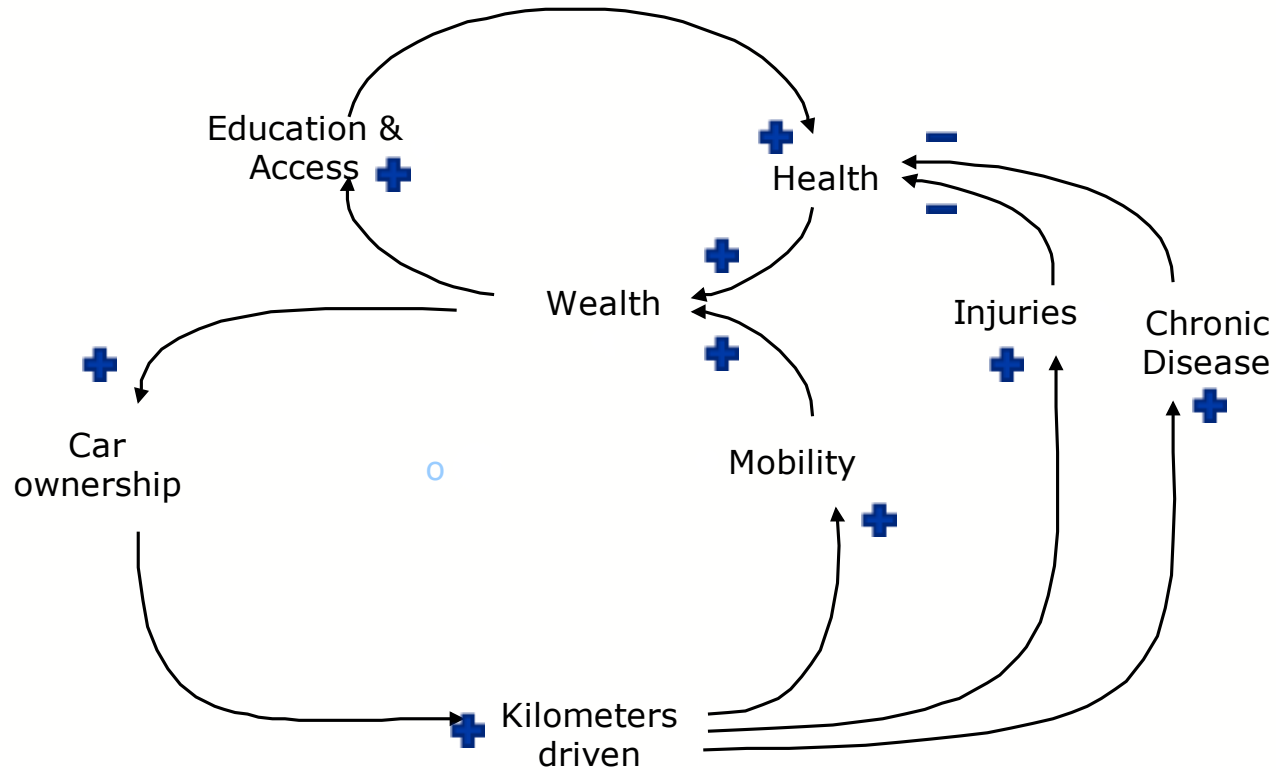 Education &
Access
Health
Wealth
Injuries
Chronic
Disease
Car
ownership
o
Mobility
Kilometers
driven